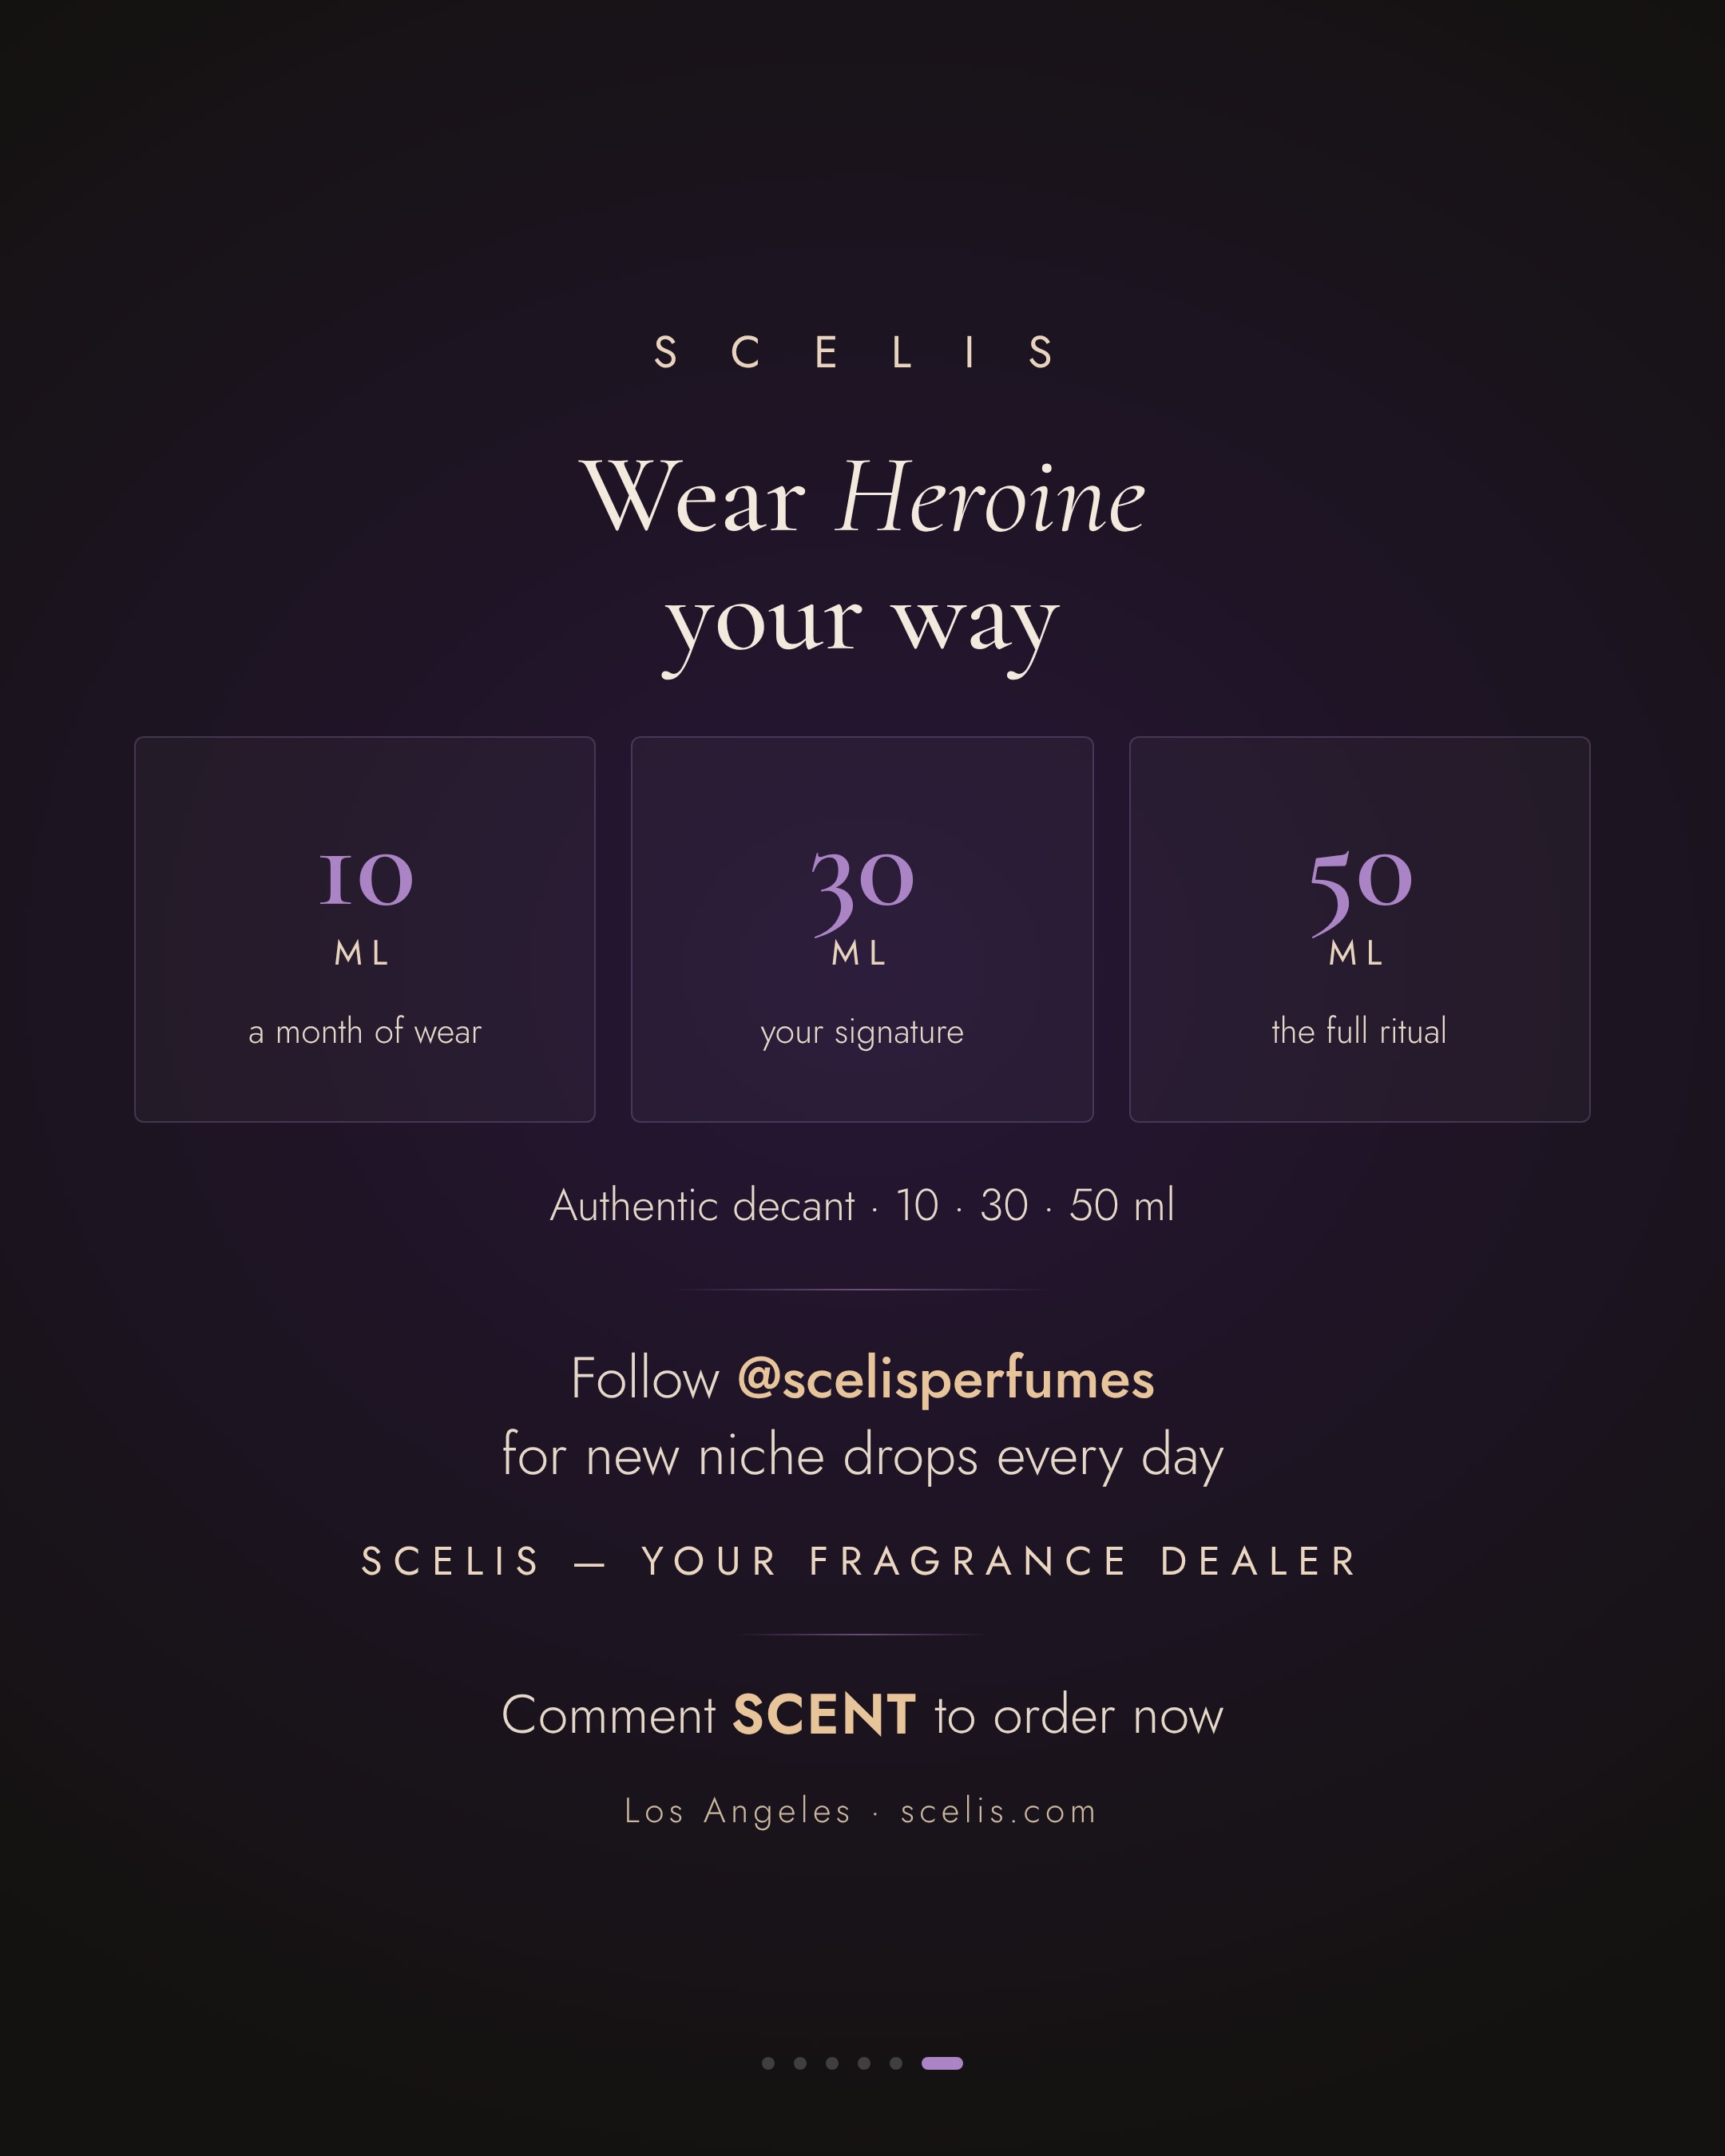 SCELIS
Wear Heroine
your way
10
ML
a month of wear
30
ML
your signature
50
ML
the full ritual
Authentic decant · 10 · 30 · 50 ml
Follow @scelisperfumes
for new niche drops every day
SCELIS — YOUR FRAGRANCE DEALER
Comment SCENT to order now
Los Angeles · scelis.com